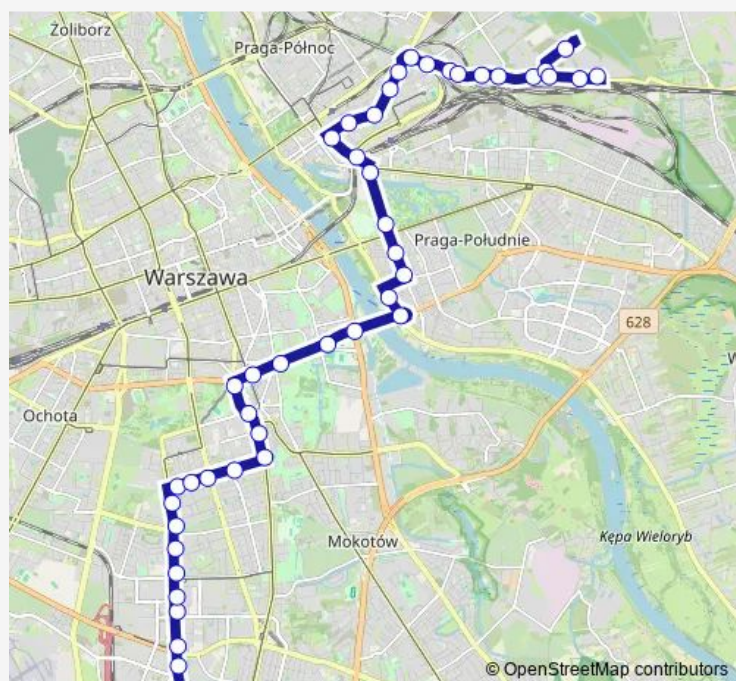 Żoliborz
Praga-Północ
Praga-Południe
Warszawa
628
W
Ochota
Mokotów
Kępa Wieloryb
© OpenStreetMap contributors